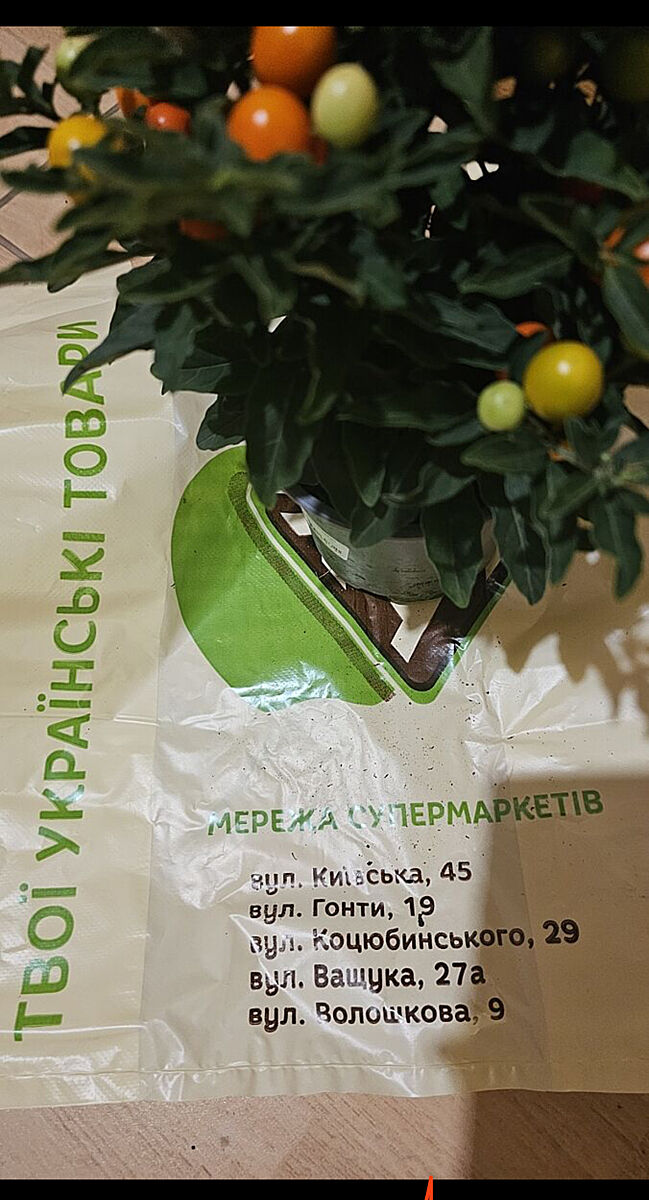 ТВОЇ УКРАЇНСЬКІ ТОВАРИ
МЕРЕЖА СУПЕРМАРКЕТІВ
вул. Київська, 45
вул. Гонти, 19
вул. Коцюбинського, 29
вул. Ващука, 27а
вул. Волошкова, 9